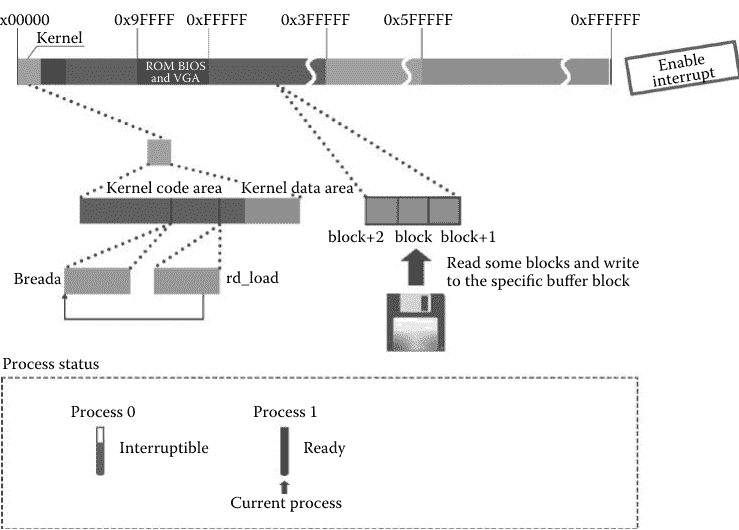 x00000 0x9FFFF 0xFFFFF 0x3FFFFF 0x5FFFFF 0xFFFFFF
Kernel
ROM BIOS
and VGA
Enable
interrupt
Kernel code area Kernel data area
block+2 block block+1
Breada rd_load
Read some blocks and write
to the specific buffer block
Process status
Process 0 Process 1
Interruptible Ready
Current process